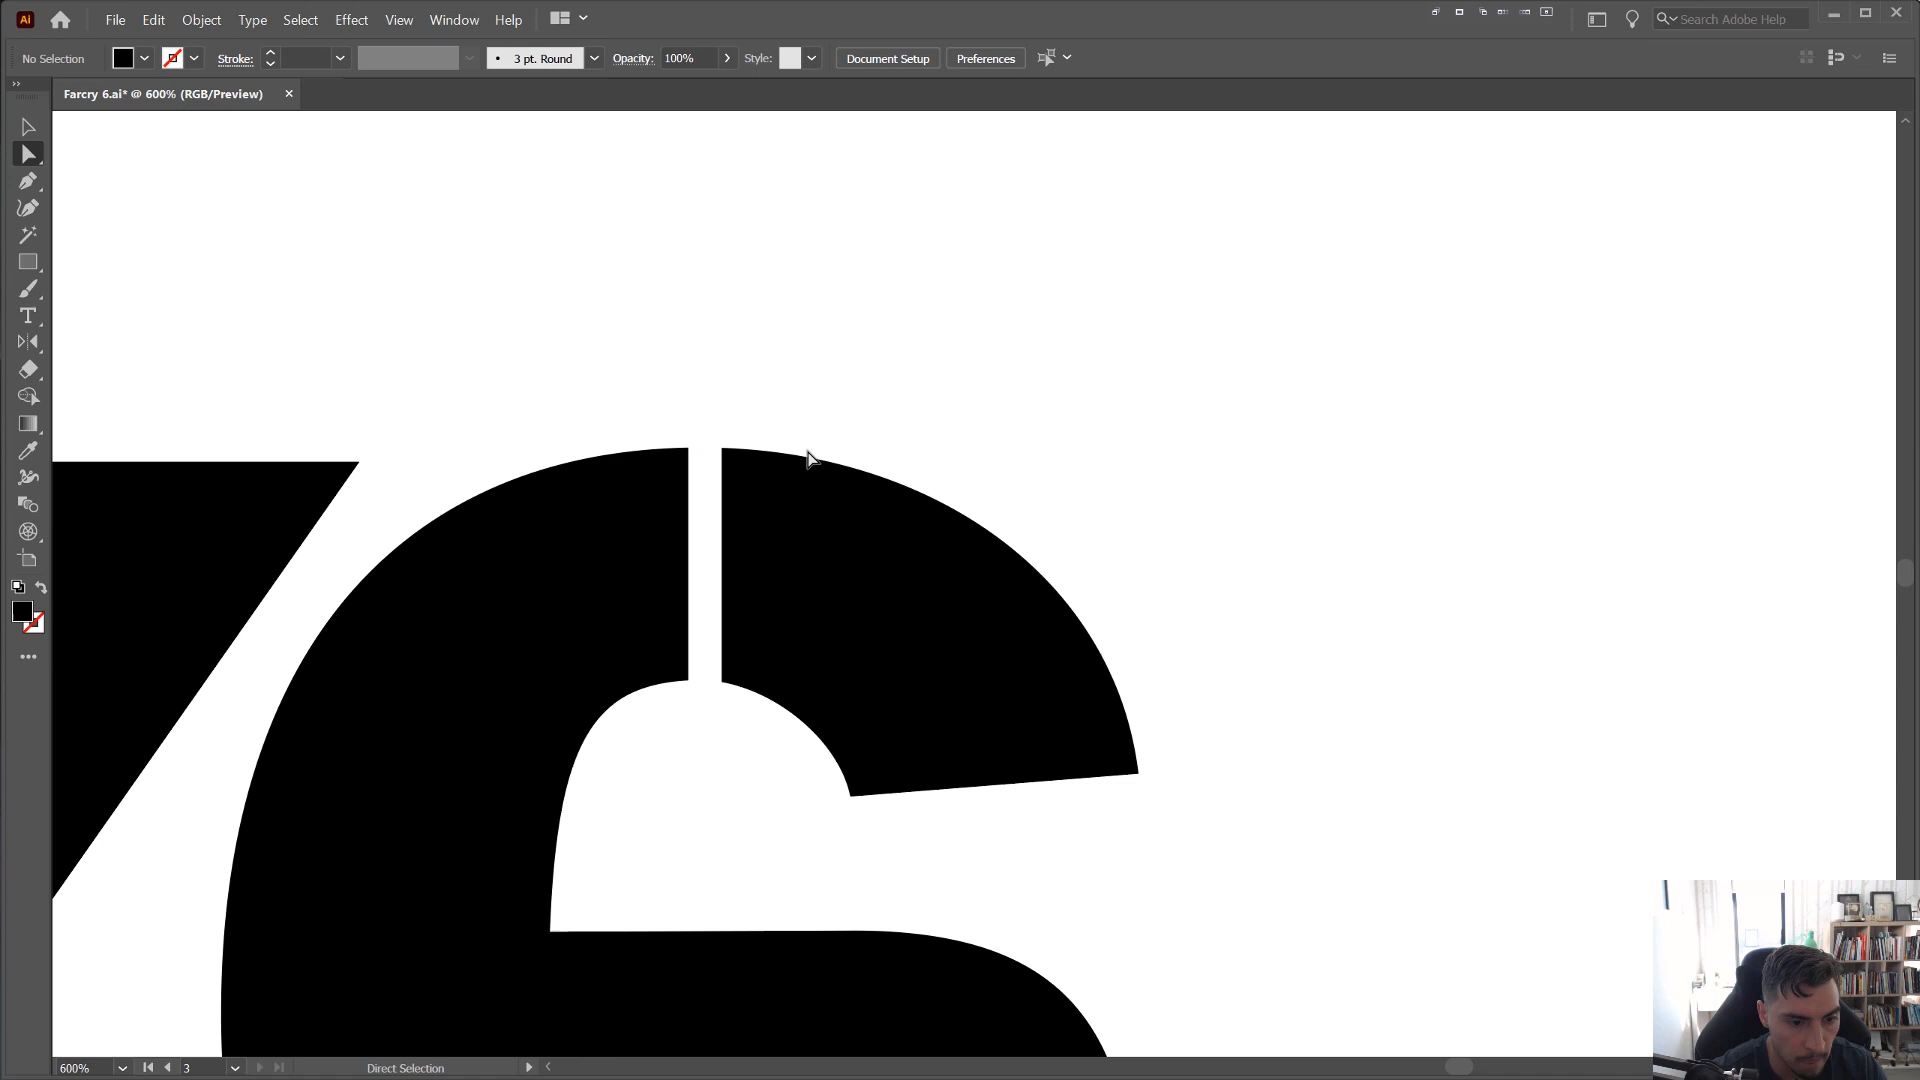 Ai File Edit Object Type Select Effect View Window Help Search Adobe Help
No Selection Stroke: 3 pt. Round Opacity: 100% Style: Document Setup Preferences
Farcry 6.ai* @ 600% (RGB/Preview)
600% 3 Direct Selection